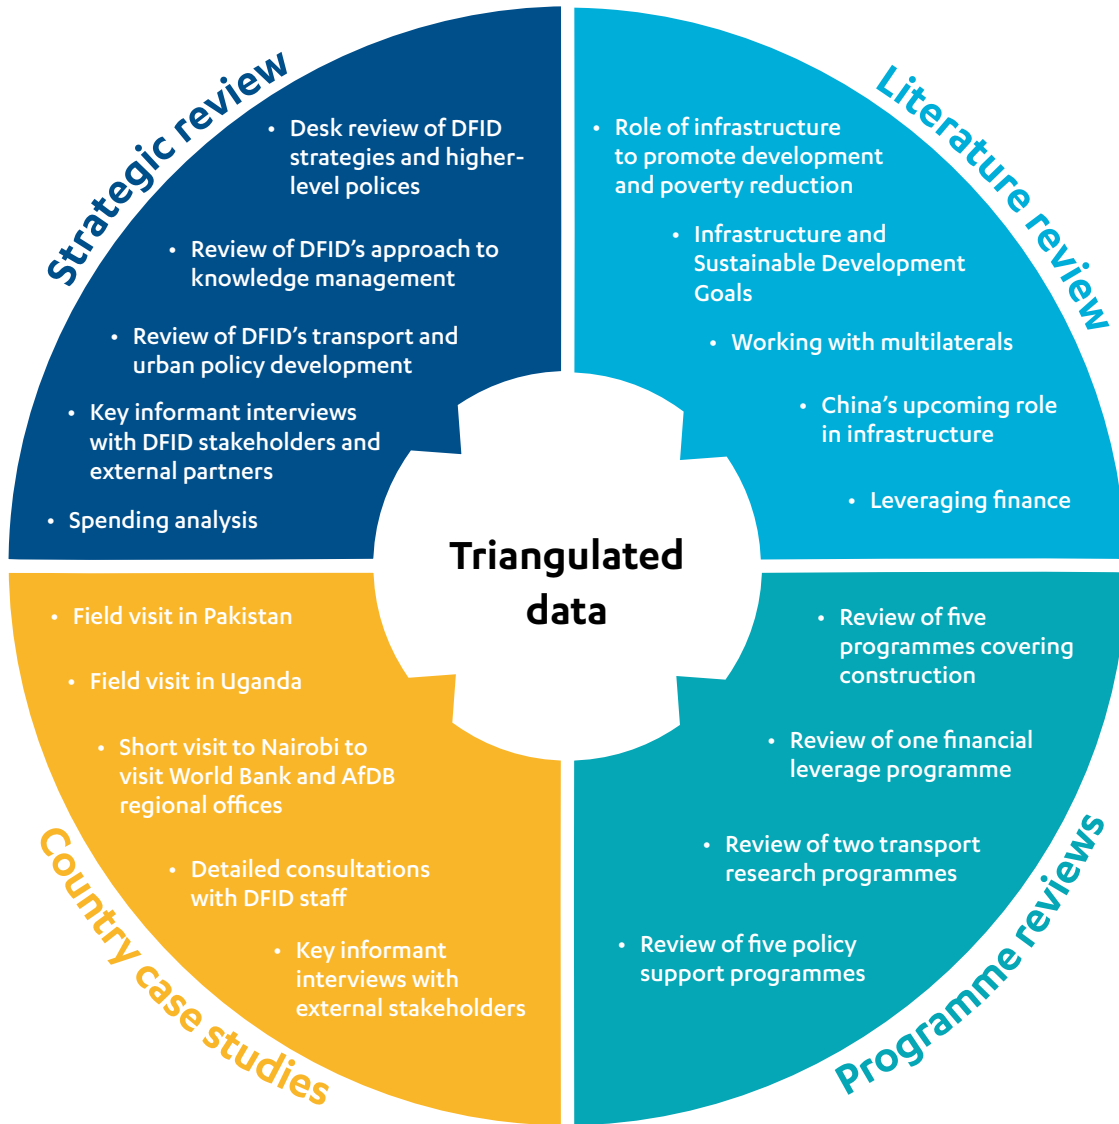 Strategic review
• Desk review of DFID
strategies and higher-
level polices
• Review of DFID’s approach to
knowledge management
• Review of DFID’s transport and
urban policy development
• Key informant interviews
with DFID stakeholders and
external partners
• Spending analysis
Literature review
• Role of infrastructure
to promote development
and poverty reduction
• Infrastructure and
Sustainable Development
Goals
• Working with multilaterals
• China’s upcoming role
in infrastructure
• Leveraging finance
Triangulated
data
Country case studies
• Field visit in Pakistan
• Field visit in Uganda
• Short visit to Nairobi to
visit World Bank and AfDB
regional offices
• Detailed consultations
with DFID staff
• Key informant
interviews with
external stakeholders
Programme reviews
• Review of five
programmes covering
construction
• Review of one financial
leverage programme
• Review of two transport
research programmes
• Review of five policy
support programmes